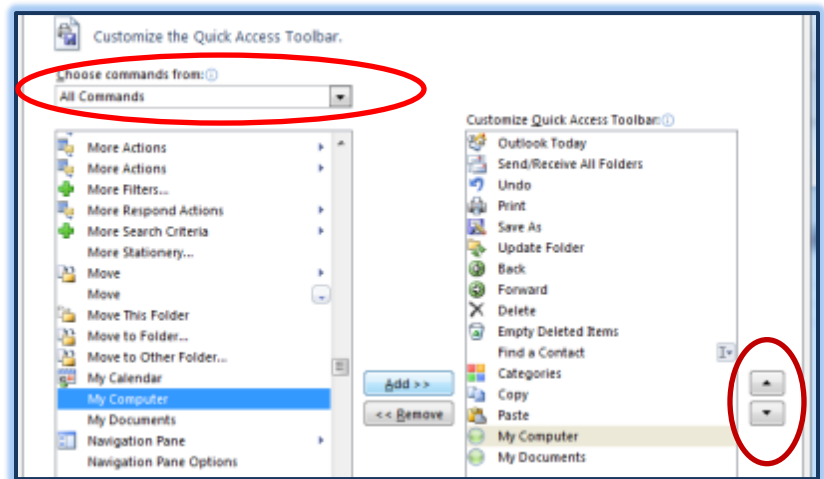 Customize the Quick Access Toolbar.
Choose commands from:
All Commands
More Actions
More Actions
More Filters...
More Respond Actions
More Search Criteria
More Stationery...
Move
Move
Move This Folder
Move to Folder...
Move to Other Folder...
My Calendar
My Computer
My Documents
Navigation Pane
Navigation Pane Options
Add >>
<< Remove
Customize Quick Access Toolbar:
Outlook Today
Send/Receive All Folders
Undo
Print
Save As
Update Folder
Back
Forward
Delete
Empty Deleted Items
Find a Contact
Categories
Copy
Paste
My Computer
My Documents